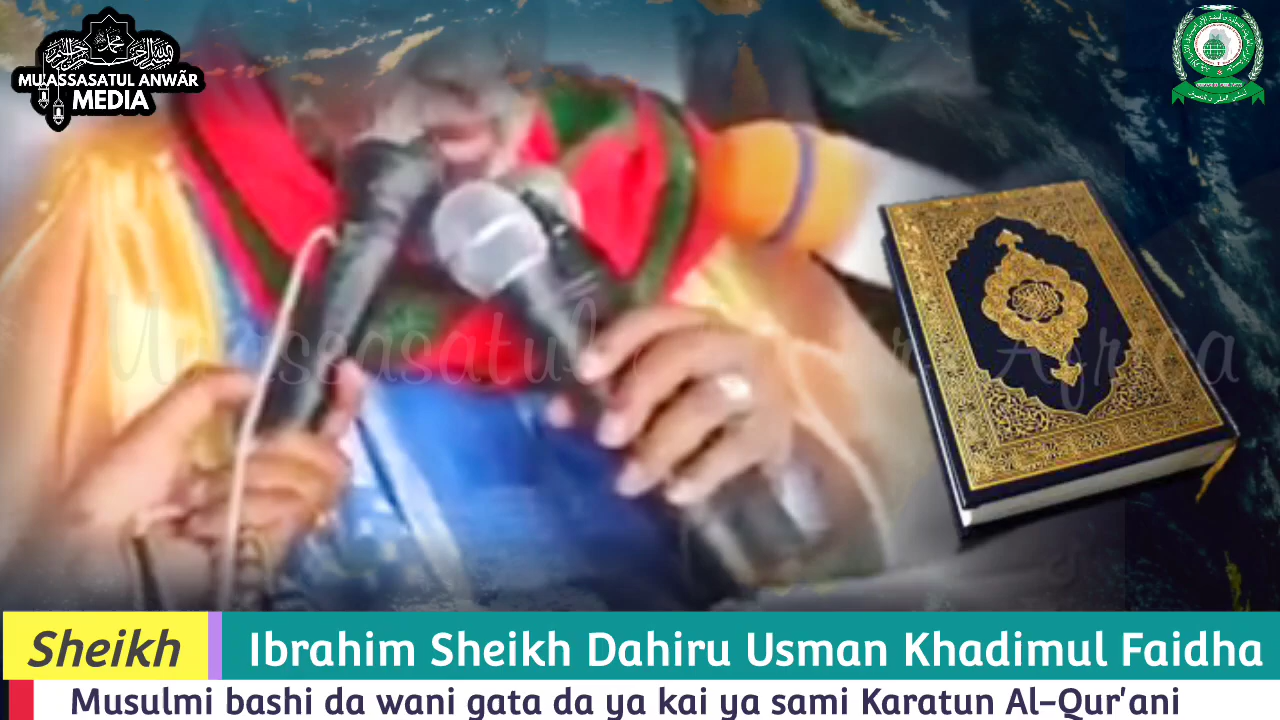 MU'ASSASATUL ANWĀR
MEDIA
Sheikh
Ibrahim Sheikh Dahiru Usman Khadimul Faidha
Musulmi bashi da wani gata da ya kai ya sami Karatun Al-Qur'ani